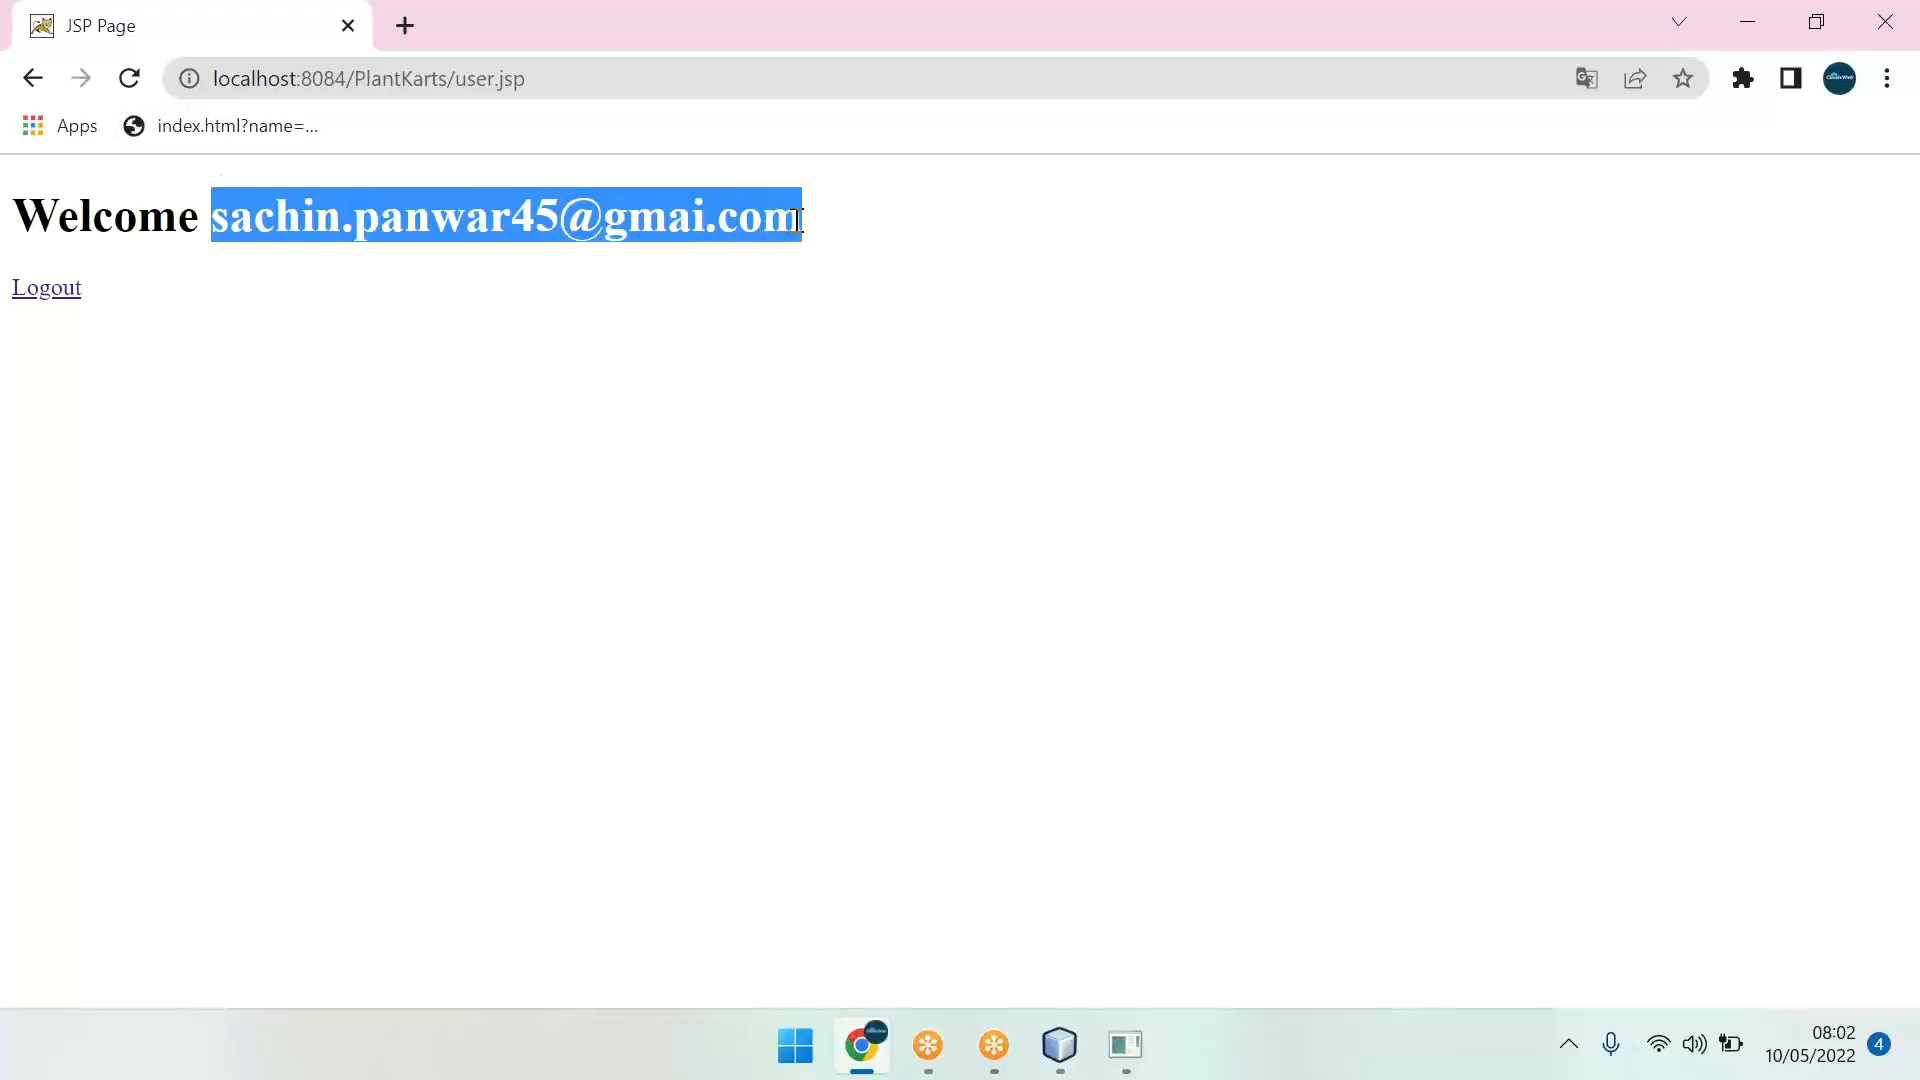 JSP Page
localhost:8084/PlantKarts/user.jsp
Apps
index.html?name=...
Welcome sachin.panwar45@gmai.com
Logout
08:02
10/05/2022
4